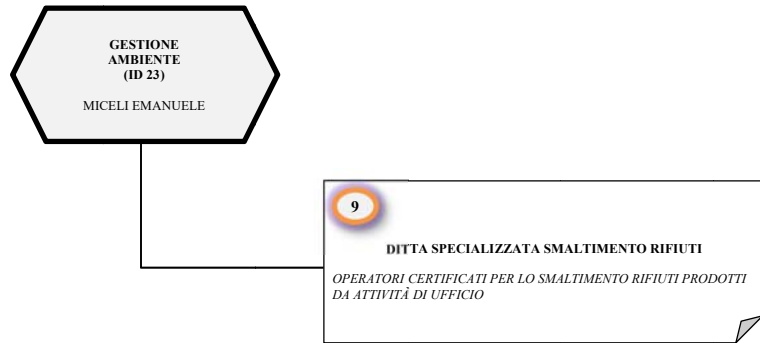 GESTIONE
AMBIENTE
(ID 23)
MICELI EMANUELE
9
DITTA SPECIALIZZATA SMALTIMENTO RIFIUTI
OPERATORI CERTIFICATI PER LO SMALTIMENTO RIFIUTI PRODOTTI
DA ATTIVITÀ DI UFFICIO